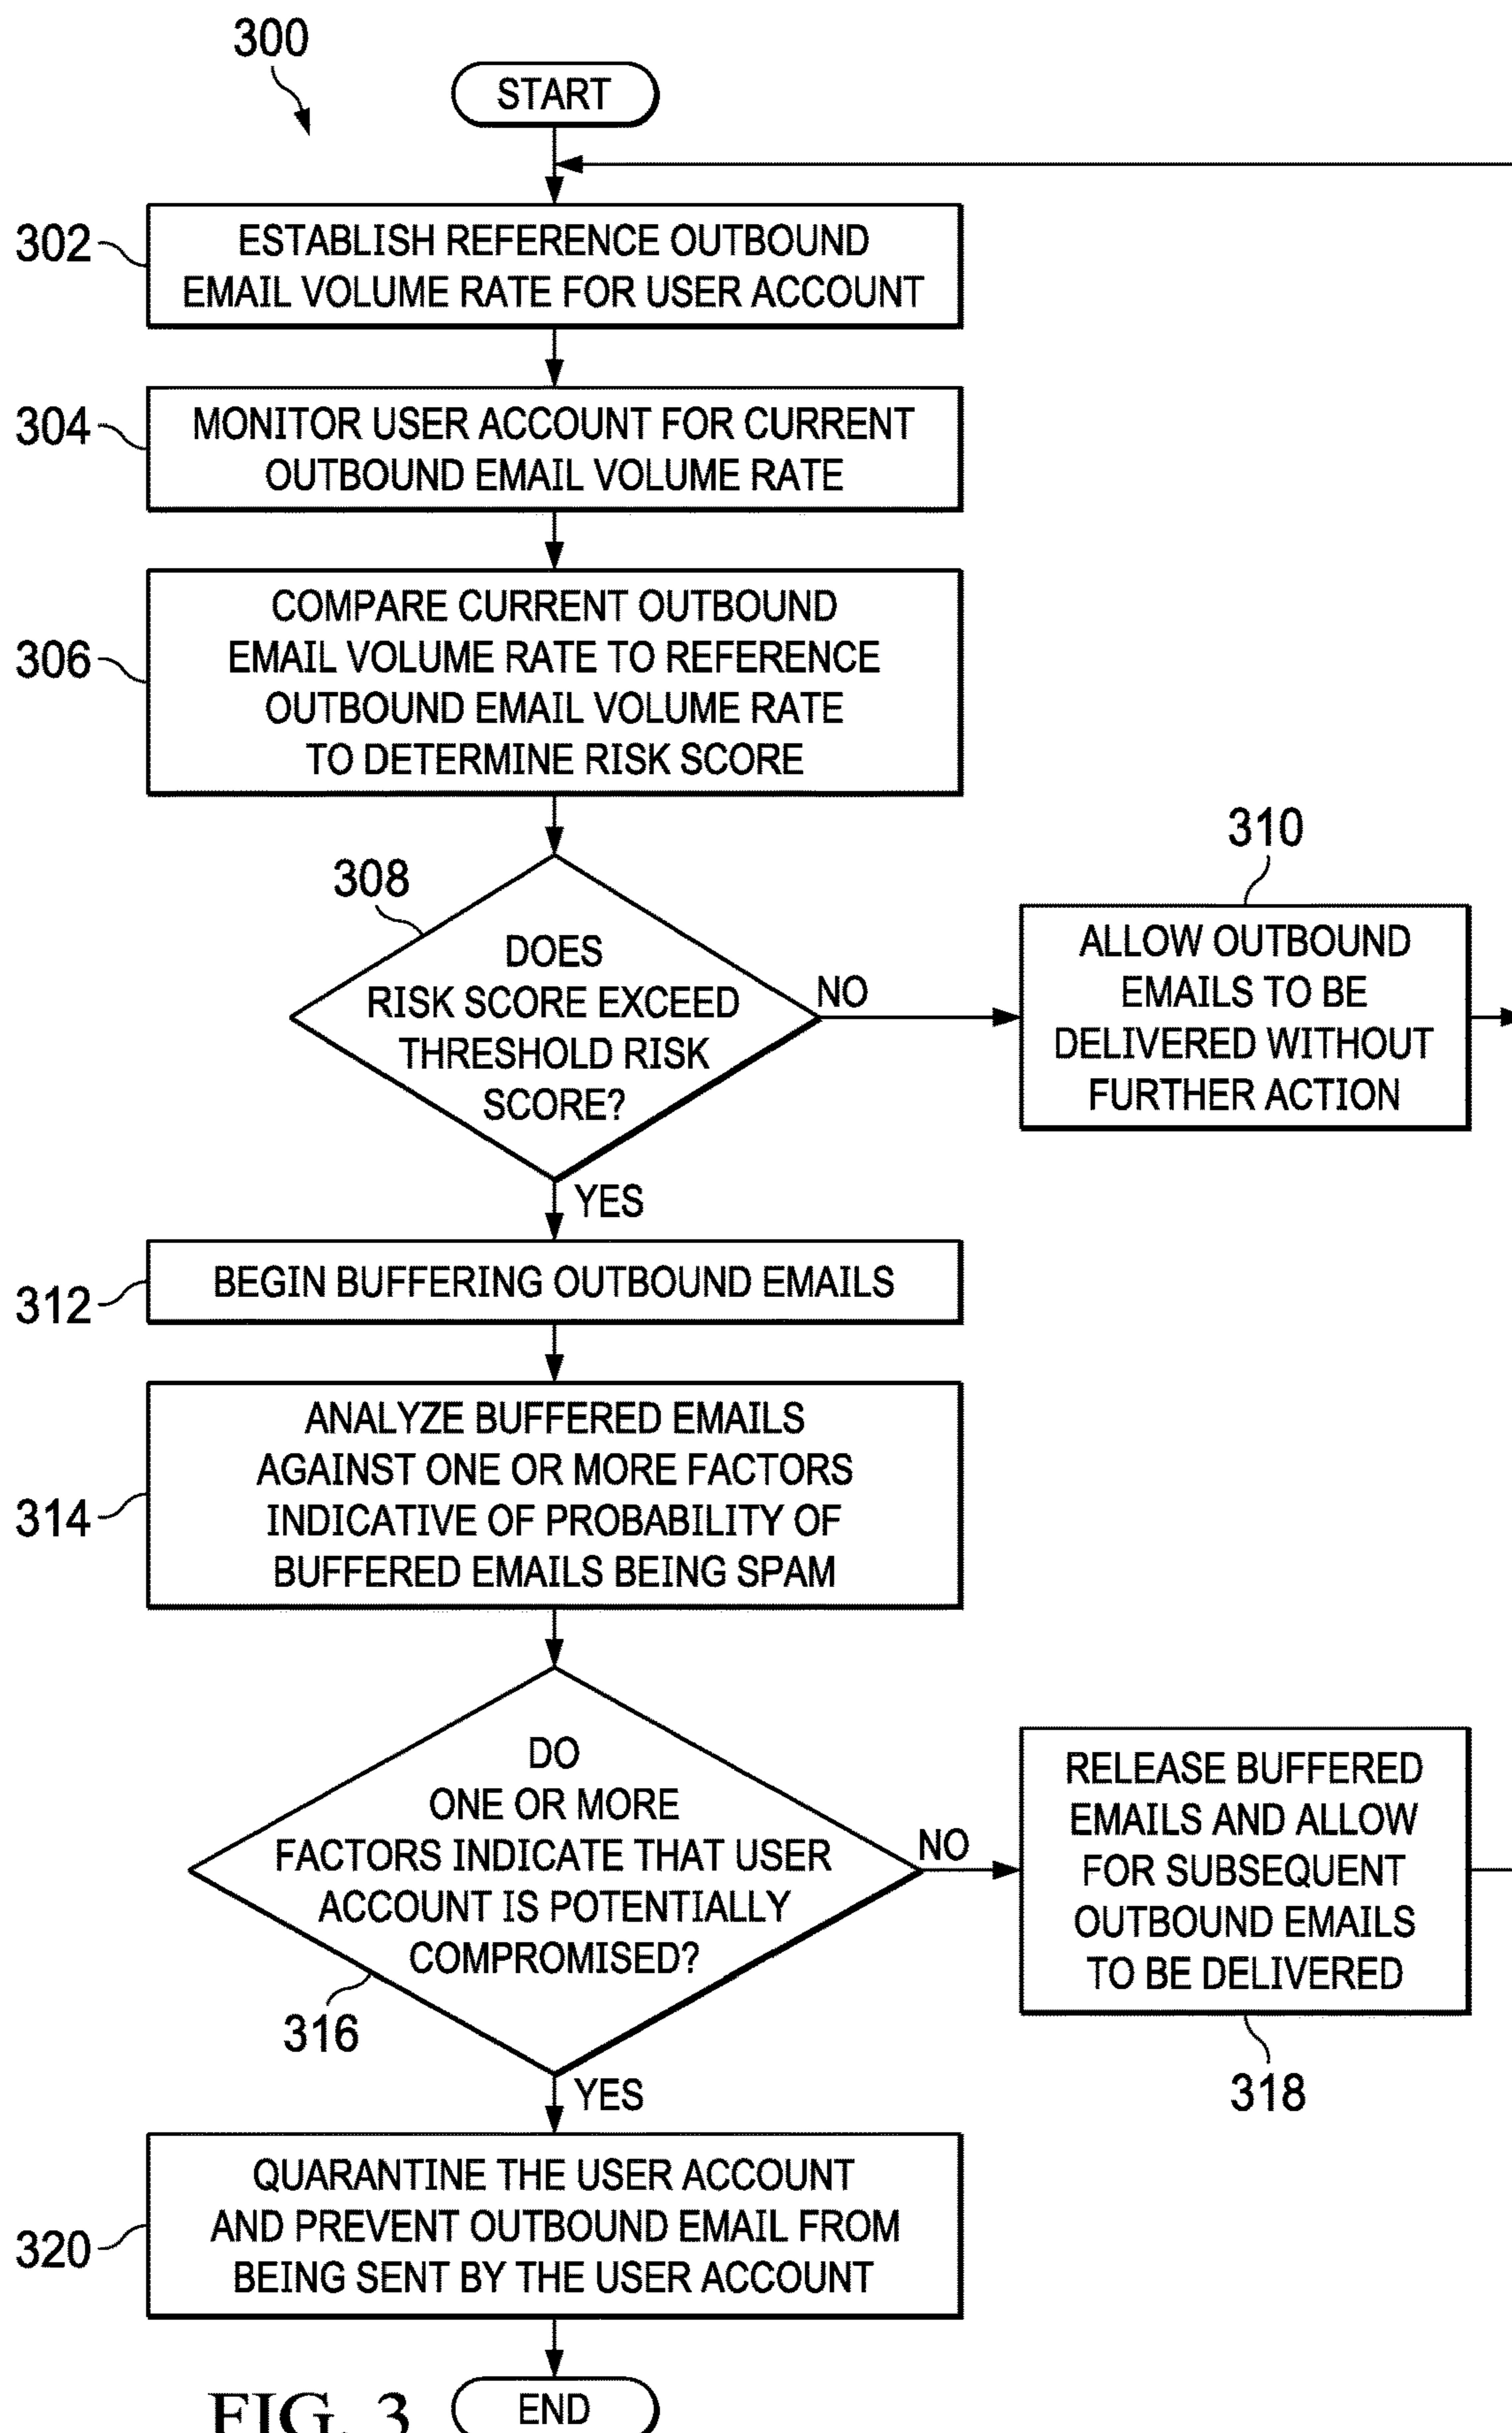 300
START
302
ESTABLISH REFERENCE OUTBOUND
EMAIL VOLUME RATE FOR USER ACCOUNT
304
MONITOR USER ACCOUNT FOR CURRENT
OUTBOUND EMAIL VOLUME RATE
306
COMPARE CURRENT OUTBOUND
EMAIL VOLUME RATE TO REFERENCE
OUTBOUND EMAIL VOLUME RATE
TO DETERMINE RISK SCORE
308
DOES
RISK SCORE EXCEED
THRESHOLD RISK
SCORE?
NO
310
ALLOW OUTBOUND
EMAILS TO BE
DELIVERED WITHOUT
FURTHER ACTION
YES
312
BEGIN BUFFERING OUTBOUND EMAILS
314
ANALYZE BUFFERED EMAILS
AGAINST ONE OR MORE FACTORS
INDICATIVE OF PROBABILITY OF
BUFFERED EMAILS BEING SPAM
DO
ONE OR MORE
FACTORS INDICATE THAT USER
ACCOUNT IS POTENTIALLY
COMPROMISED?
316
NO
RELEASE BUFFERED
EMAILS AND ALLOW
FOR SUBSEQUENT
OUTBOUND EMAILS
TO BE DELIVERED
318
YES
320
QUARANTINE THE USER ACCOUNT
AND PREVENT OUTBOUND EMAIL FROM
BEING SENT BY THE USER ACCOUNT
END
FIG. 3